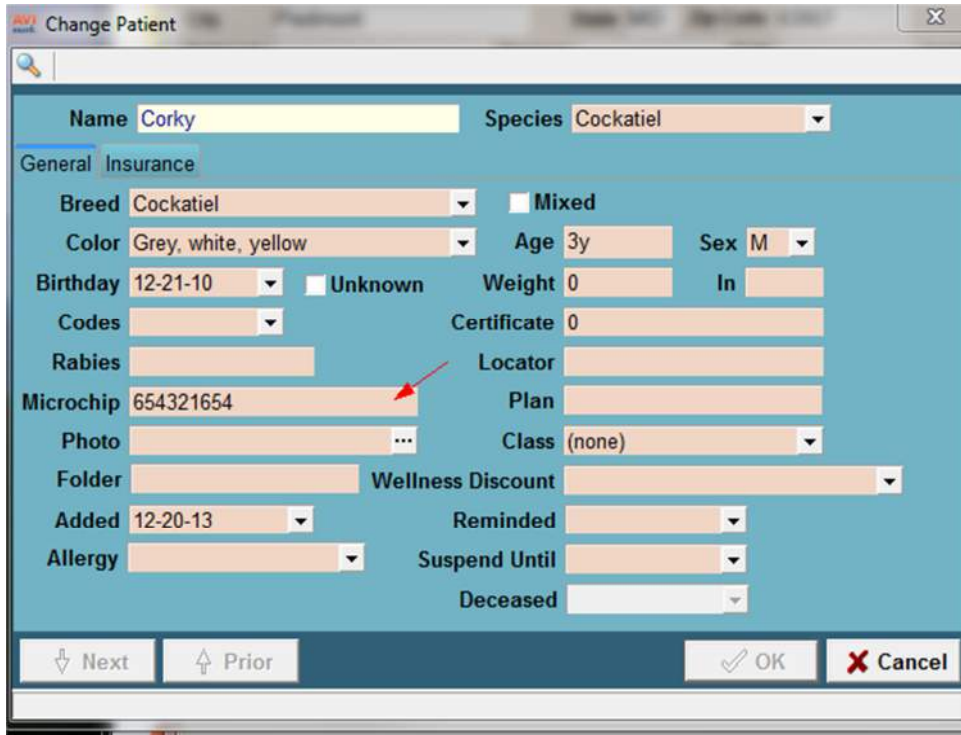 AVI
mark
Change Patient
Name Corky Species Cockatiel
General Insurance
Breed Cockatiel Mixed
Color Grey, white, yellow Age 3y Sex M
Birthday 12-21-10 Unknown Weight 0 In
Codes Certificate 0
Rabies Locator
Microchip 654321654 Plan
Photo ... Class (none)
Folder Wellness Discount
Added 12-20-13 Reminded
Allergy Suspend Until
Deceased
Next Prior OK Cancel